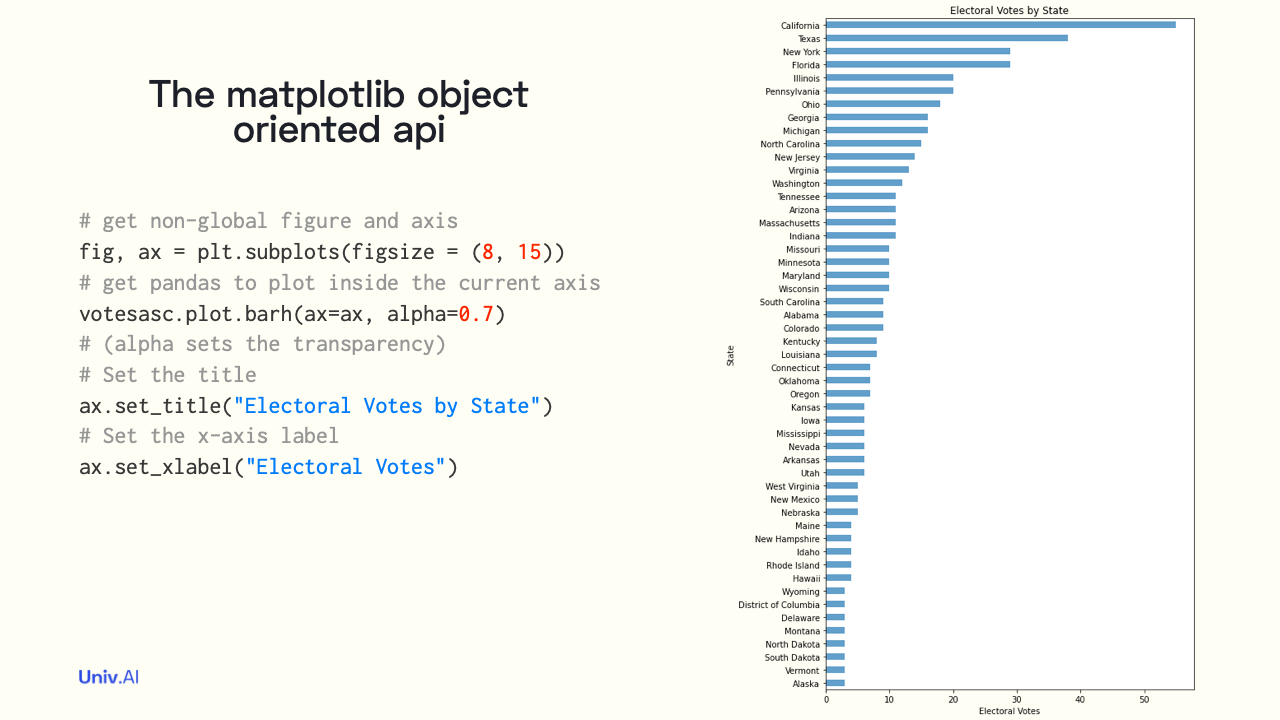 The matplotlib object
oriented api
# get non-global figure and axis
fig, ax = plt.subplots(figsize = (8, 15))
# get pandas to plot inside the current axis
votesasc.plot.barh(ax=ax, alpha=0.7)
# (alpha sets the transparency)
# Set the title
ax.set_title("Electoral Votes by State")
# Set the x-axis label
ax.set_xlabel("Electoral Votes")
Univ.AI
Electoral Votes by State
State
California
Texas
New York
Florida
Illinois
Pennsylvania
Ohio
Georgia
Michigan
North Carolina
New Jersey
Virginia
Washington
Tennessee
Arizona
Massachusetts
Indiana
Missouri
Minnesota
Maryland
Wisconsin
South Carolina
Alabama
Colorado
Kentucky
Louisiana
Connecticut
Oklahoma
Oregon
Kansas
Iowa
Mississippi
Nevada
Arkansas
Utah
West Virginia
New Mexico
Nebraska
Maine
New Hampshire
Idaho
Rhode Island
Hawaii
Wyoming
District of Columbia
Delaware
Montana
North Dakota
South Dakota
Vermont
Alaska
0 10 20 30 40 50
Electoral Votes